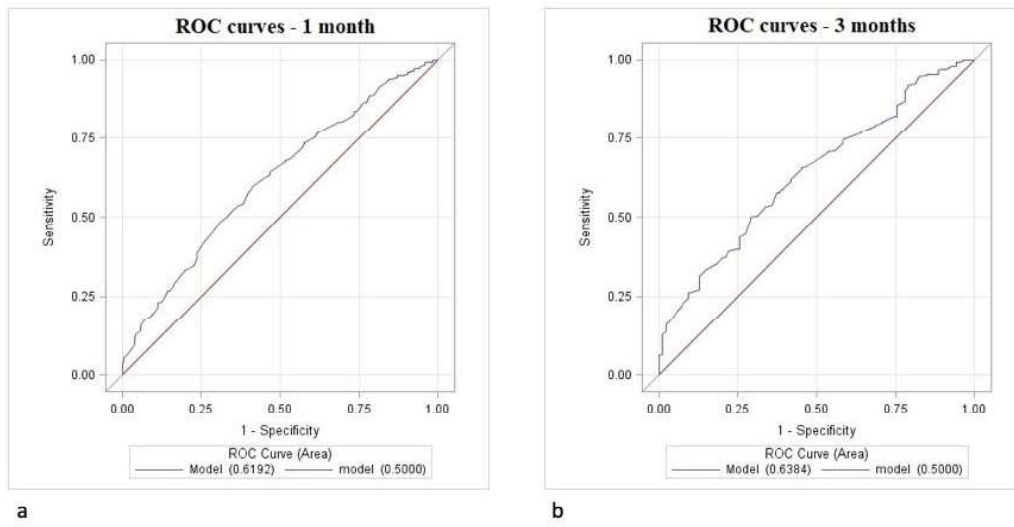 ROC curves - 1 month
1.00
0.75
0.50
0.25
0.00
Sensitivity
0.00 0.25 0.50 0.75 1.00
1 - Specificity
ROC Curve (Area)
Model (0.6192) model (0.5000)
a
ROC curves - 3 months
1.00
0.75
0.50
0.25
0.00
Sensitivity
0.00 0.25 0.50 0.75 1.00
1 - Specificity
ROC Curve (Area)
Model (0.6384) model (0.5000)
b